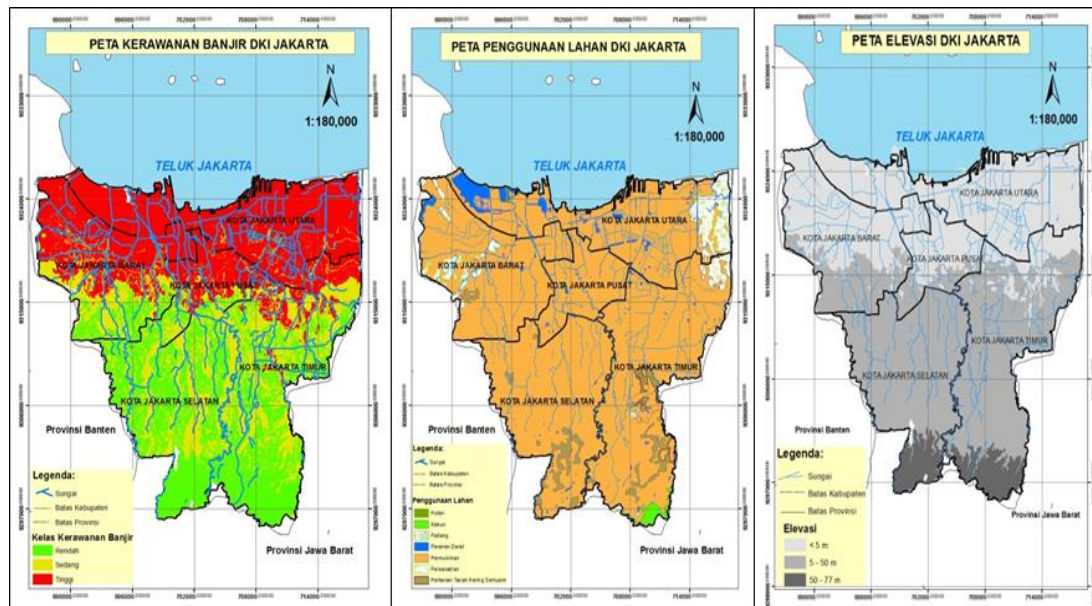 PETA KERAWANAN BANJIR DKI JAKARTA
N
1:180,000
TELUK JAKARTA
KOTA JAKARTA UTARA
KOTA JAKARTA BARAT
KOTA JAKARTA PUSAT
KOTA JAKARTA TIMUR
KOTA JAKARTA SELATAN
Provinsi Banten
Provinsi Jawa Barat
Legenda:
Sungai
Batas Kabupaten
Batas Provinsi
Kelas Kerawanan Banjir
Rendah
Sedang
Tinggi
PETA PENGGUNAAN LAHAN DKI JAKARTA
N
1:180,000
TELUK JAKARTA
KOTA JAKARTA UTARA
KOTA JAKARTA BARAT
KOTA JAKARTA PUSAT
KOTA JAKARTA TIMUR
KOTA JAKARTA SELATAN
Provinsi Banten
Provinsi Jawa Barat
Legenda:
Sungai
Batas Kabupaten
Batas Provinsi
Penggunaan Lahan
Hutan
Kebun
Padang
Perairan Darat
Permukiman
Persawahan
Pertanian Tanah Kering Semusim
PETA ELEVASI DKI JAKARTA
N
1:180,000
TELUK JAKARTA
KOTA JAKARTA UTARA
KOTA JAKARTA BARAT
KOTA JAKARTA PUSAT
KOTA JAKARTA TIMUR
KOTA JAKARTA SELATAN
Provinsi Banten
Provinsi Jawa Barat
Legenda:
Sungai
Batas Kabupaten
Batas Provinsi
Elevasi
< 5 m
5 - 50 m
50 - 77 m